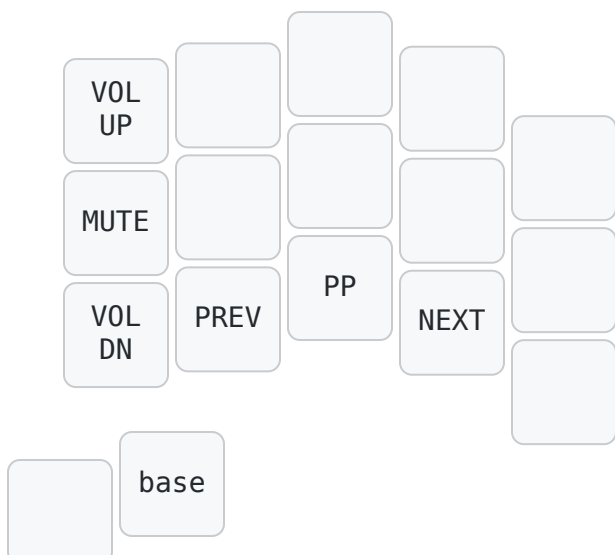 VOL
UP
MUTE
VOL
DN
PREV
PP
NEXT
base